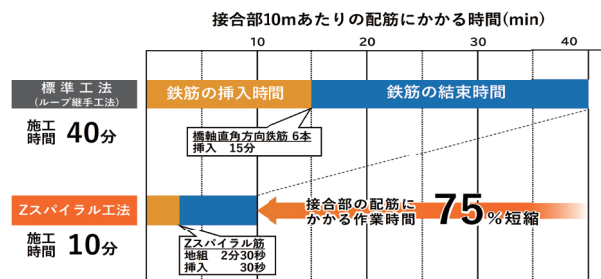 接合部10mあたりの配筋にかかる時間(min)
10 20 30 40
標準工法
(ループ継手工法)
鉄筋の挿入時間
鉄筋の結束時間
施工時間 40分
橋軸直角方向鉄筋 6本
挿入 15分
Zスパイラル工法
接合部の配筋に
かかる作業時間
75%短縮
施工時間 10分
Zスパイラル筋
地組 2分30秒
挿入 30秒